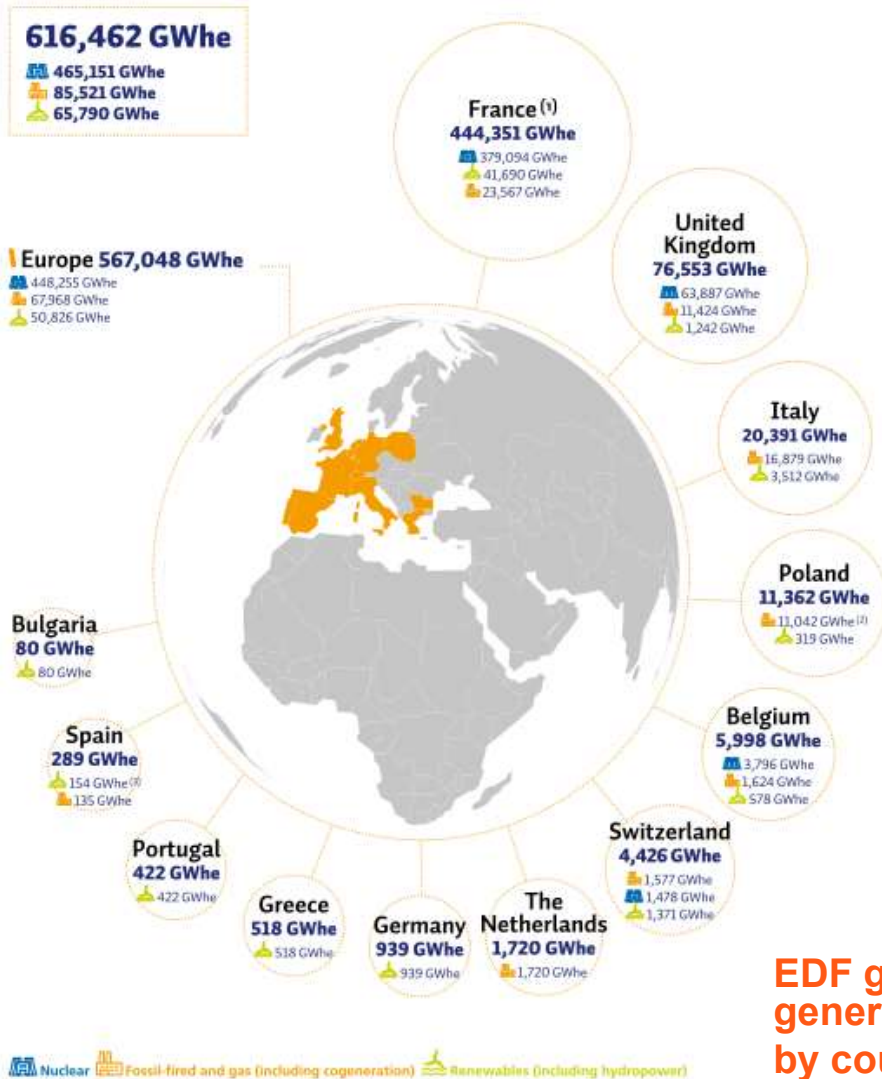 616,462 GWhe
465,151 GWhe
85,521 GWhe
65,790 GWhe
Europe 567,048 GWhe
448,255 GWhe
67,968 GWhe
50,826 GWhe
France (1)
444,351 GWhe
379,094 GWhe
41,690 GWhe
23,567 GWhe
United
Kingdom
76,553 GWhe
63,887 GWhe
11,424 GWhe
1,242 GWhe
Italy
20,391 GWhe
16,879 GWhe
3,512 GWhe
Poland
11,362 GWhe
11,042 GWhe (2)
319 GWhe
Belgium
5,998 GWhe
3,796 GWhe
1,624 GWhe
578 GWhe
Switzerland
4,426 GWhe
1,577 GWhe
1,478 GWhe
1,371 GWhe
The
Netherlands
1,720 GWhe
1,720 GWhe
Germany
939 GWhe
939 GWhe
Greece
518 GWhe
518 GWhe
Portugal
422 GWhe
422 GWhe
Spain
289 GWhe
154 GWhe (3)
135 GWhe
Bulgaria
80 GWhe
80 GWhe
EDF g
gener
by cou
Nuclear Fossil-fired and gas (including cogeneration) Renewables (including hydropower)